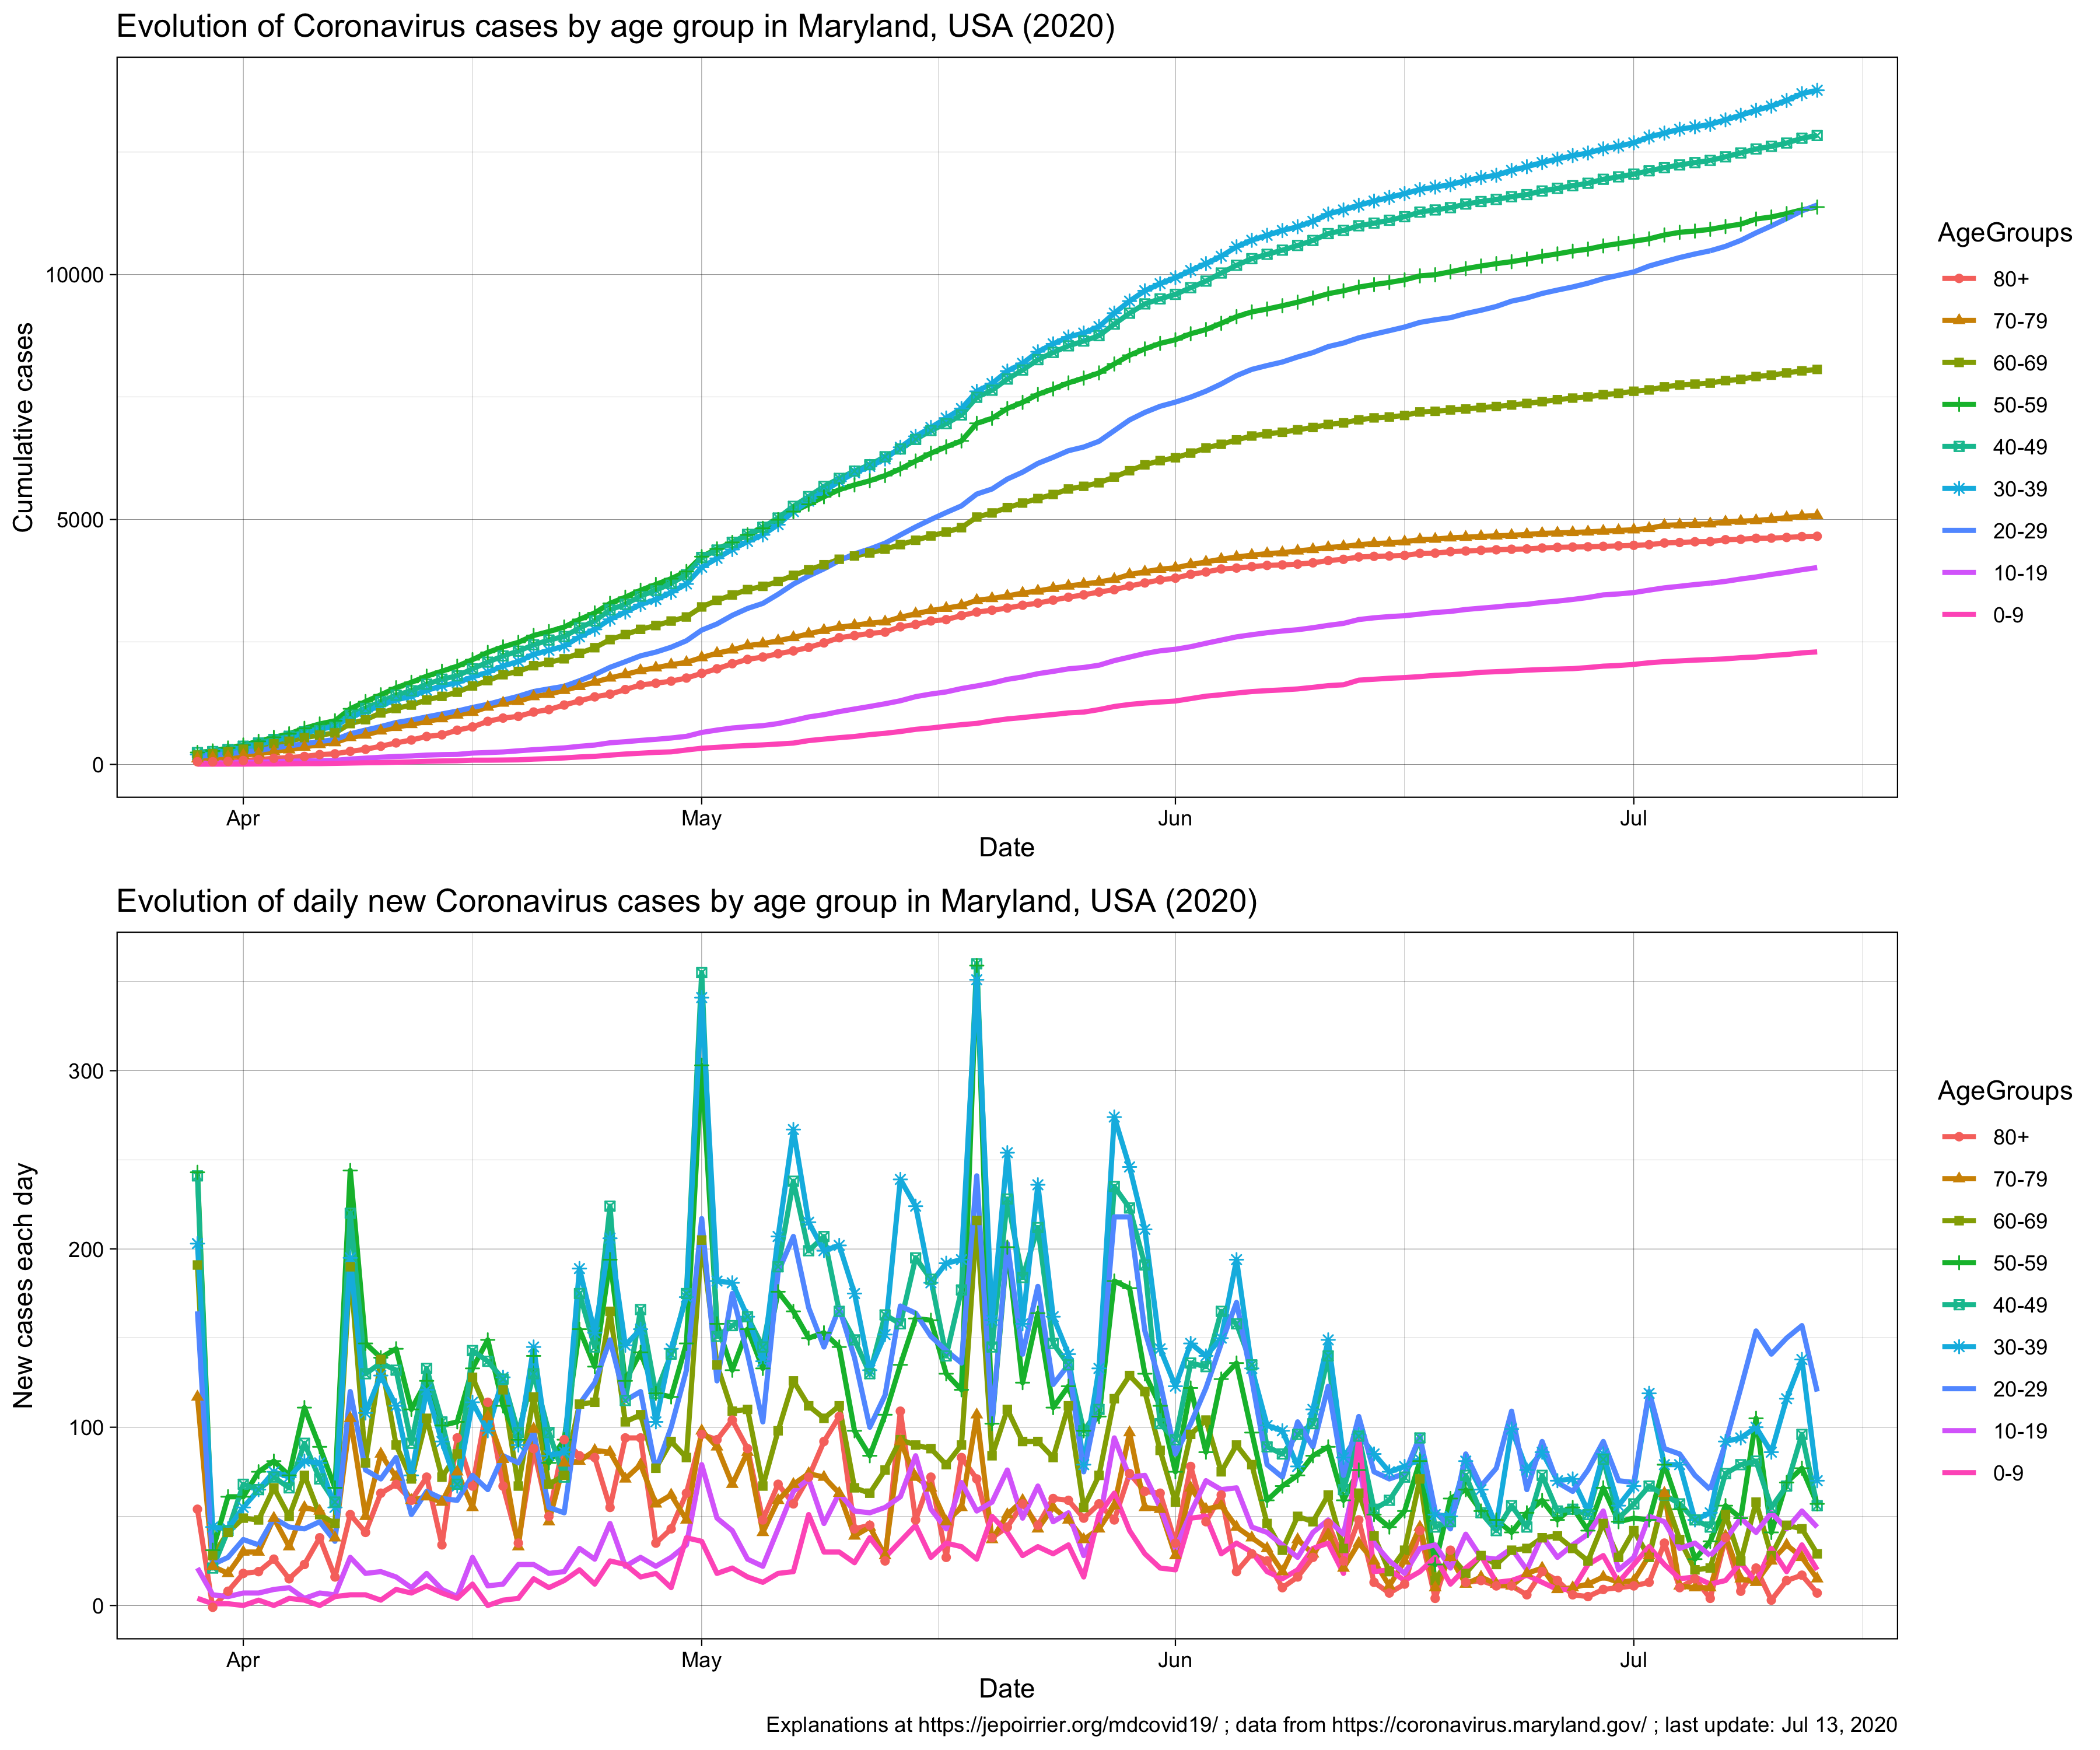 Evolution of Coronavirus cases by age group in Maryland, USA (2020)
Cumulative cases
10000
5000
0
Apr
May
Jun
Jul
Date
AgeGroups
80+
70-79
60-69
50-59
40-49
30-39
20-29
10-19
0-9
Evolution of daily new Coronavirus cases by age group in Maryland, USA (2020)
New cases each day
300
200
100
0
Apr
May
Jun
Jul
Date
AgeGroups
80+
70-79
60-69
50-59
40-49
30-39
20-29
10-19
0-9
Explanations at https://jepoirrier.org/mdcovid19/ ; data from https://coronavirus.maryland.gov/ ; last update: Jul 13, 2020